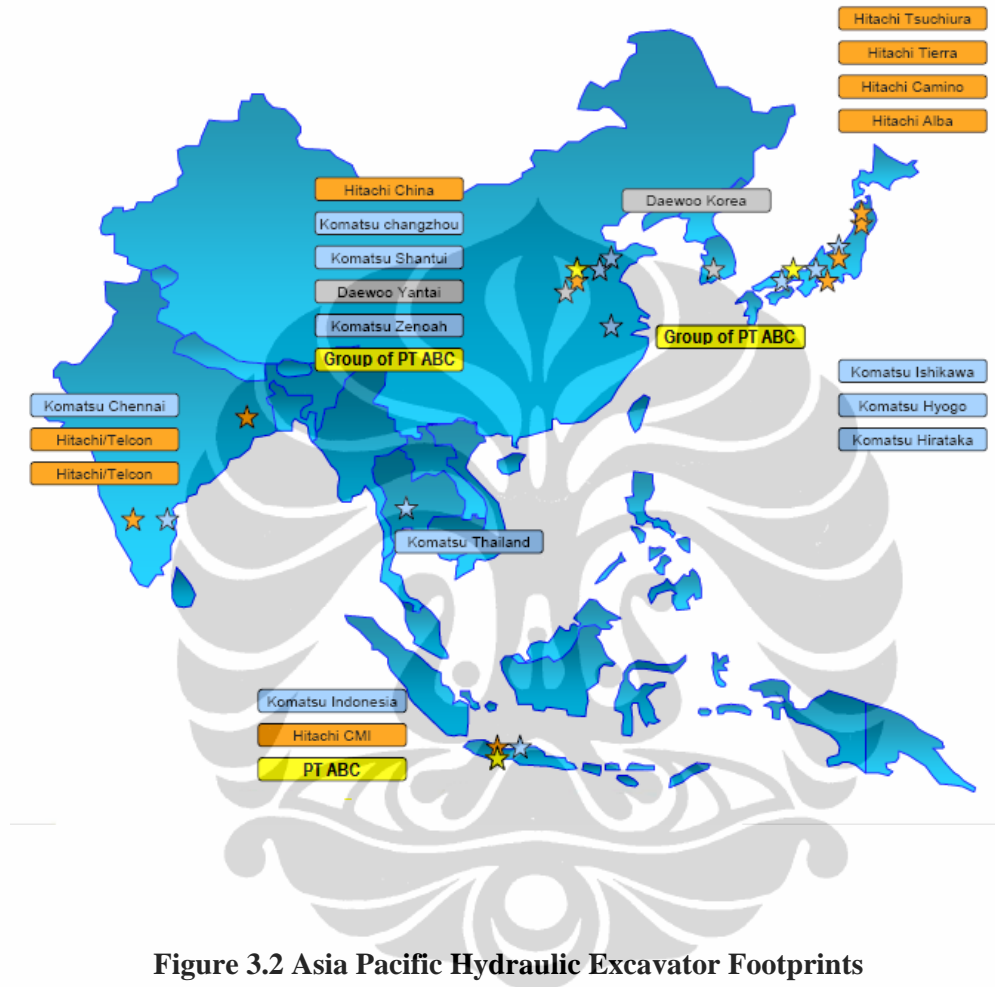 Hitachi Tsuchiura
Hitachi Tierra
Hitachi Camino
Hitachi Alba
Hitachi China
Komatsu changzhou
Komatsu Shantui
Daewoo Yantai
Komatsu Zenoah
Group of PT ABC
Daewoo Korea
Group of PT ABC
Komatsu Ishikawa
Komatsu Hyogo
Komatsu Hirataka
Komatsu Chennai
Hitachi/Telcon
Hitachi/Telcon
Komatsu Thailand
Komatsu Indonesia
Hitachi CMI
PT ABC
Figure 3.2 Asia Pacific Hydraulic Excavator Footprints